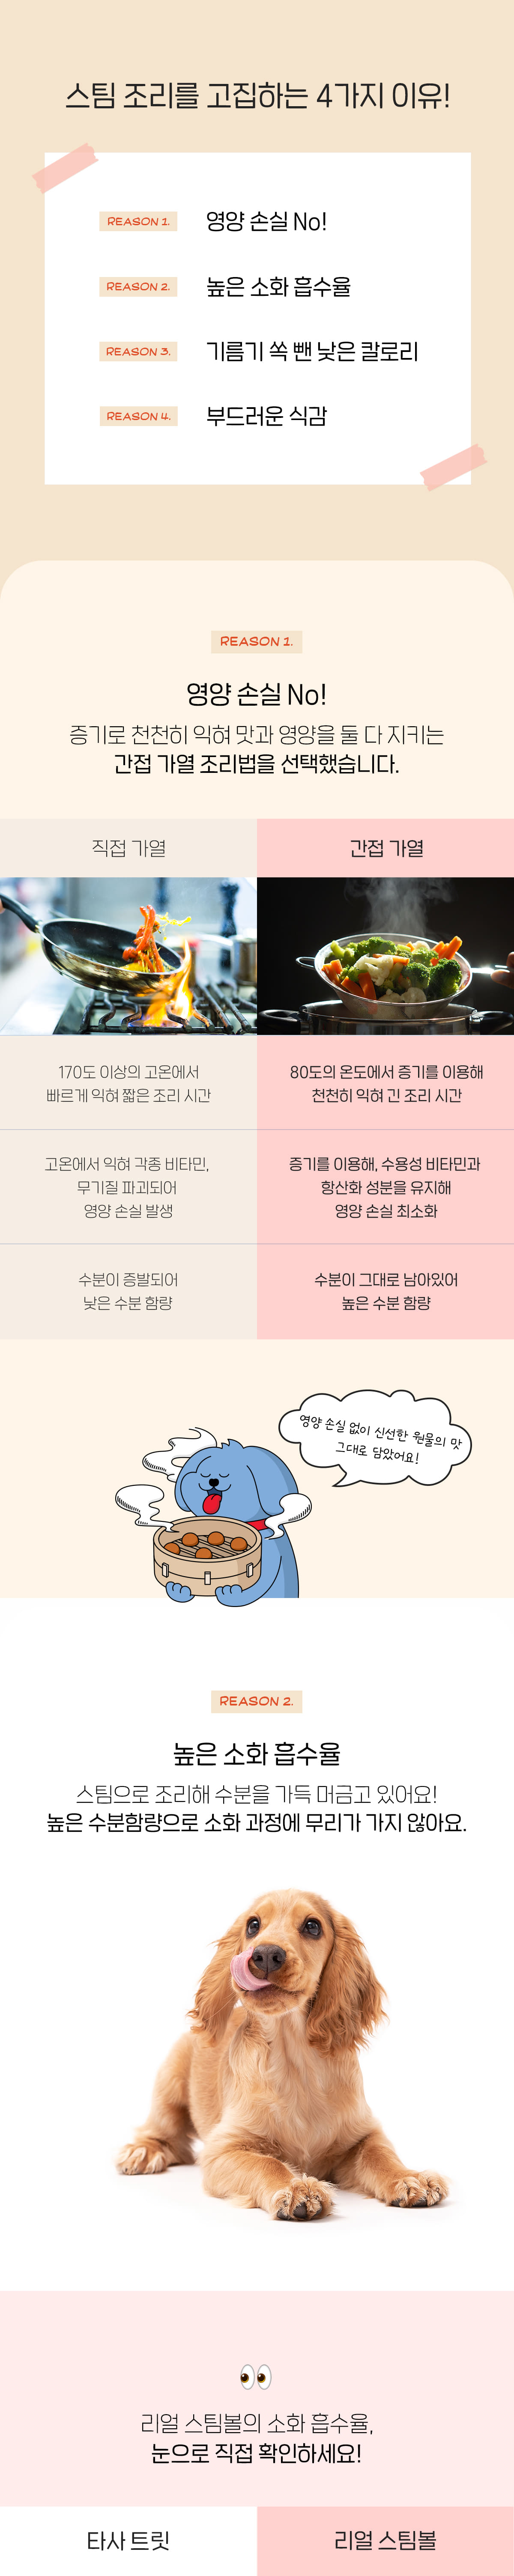 스팀 조리를 고집하는 4가지 이유!
REASON 1. 영양 손실 No!
REASON 2. 높은 소화 흡수율
REASON 3. 기름기 쏙 뺀 낮은 칼로리
REASON 4. 부드러운 식감
REASON 1.
영양 손실 No!
증기로 천천히 익혀 맛과 영양을 둘 다 지키는
간접 가열 조리법을 선택했습니다.
직접 가열
간접 가열
170도 이상의 고온에서
빠르게 익혀 짧은 조리 시간
80도의 온도에서 증기를 이용해
천천히 익혀 긴 조리 시간
고온에서 익혀 각종 비타민,
무기질 파괴되어
영양 손실 발생
증기를 이용해, 수용성 비타민과
항산화 성분을 유지해
영양 손실 최소화
수분이 증발되어
낮은 수분 함량
수분이 그대로 남아있어
높은 수분 함량
영양 손실 없이 신선한 원물의 맛
그대로 담았어요!
REASON 2.
높은 소화 흡수율
스팀으로 조리해 수분을 가득 머금고 있어요!
높은 수분함량으로 소화 과정에 무리가 가지 않아요.
리얼 스팀볼의 소화 흡수율,
눈으로 직접 확인하세요!
타사 트릿
리얼 스팀볼